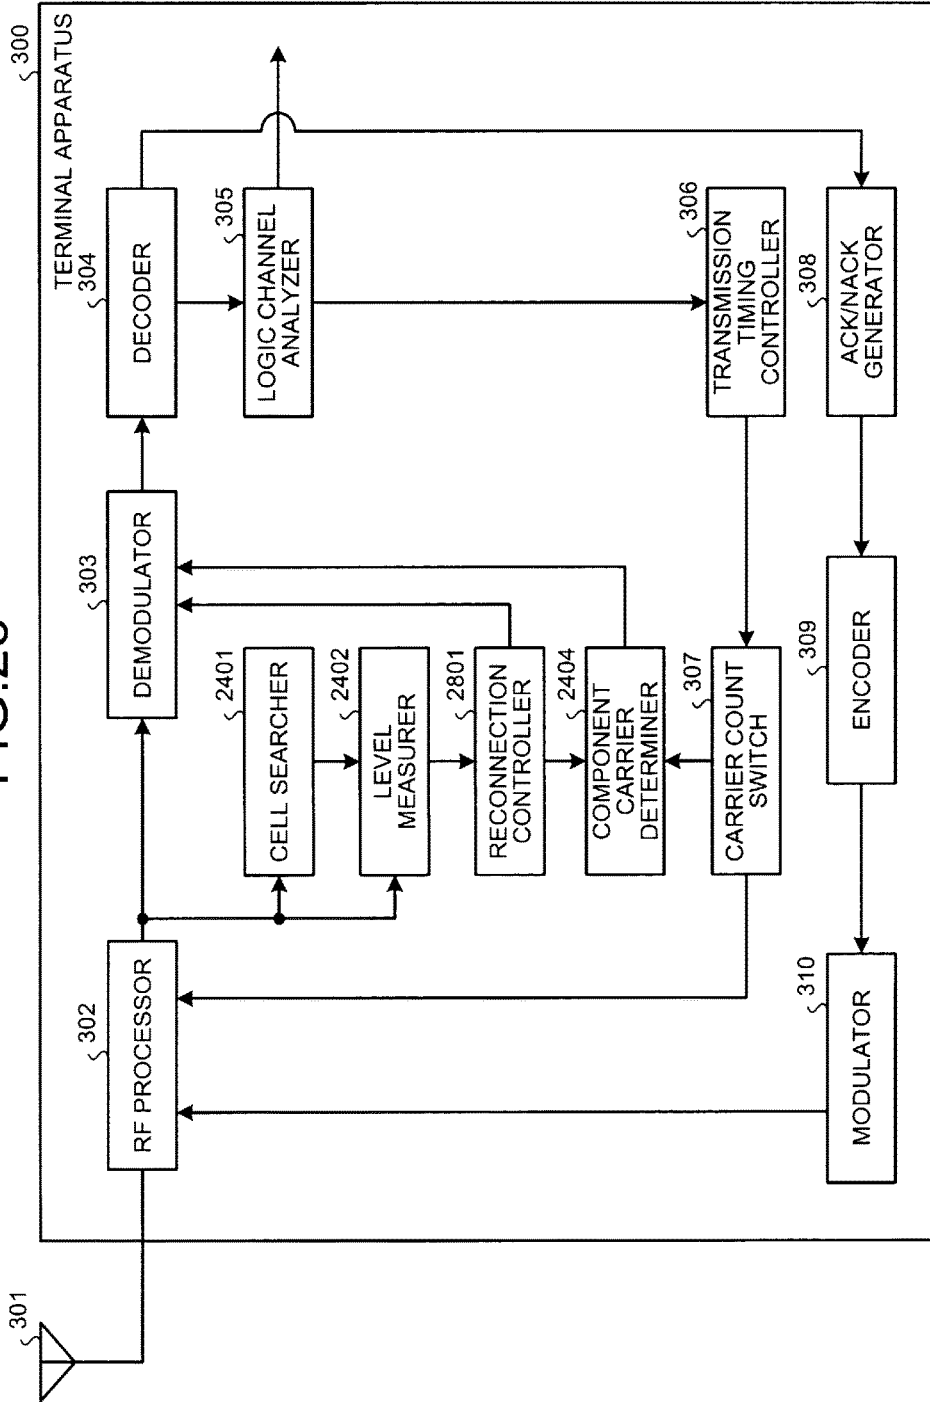 300
TERMINAL APPARATUS
301
302
RF PROCESSOR
303
DEMODULATOR
304
DECODER
305
LOGIC CHANNEL
ANALYZER
2401
CELL SEARCHER
2402
LEVEL
MEASURER
2801
RECONNECTION
CONTROLLER
2404
COMPONENT
CARRIER
DETERMINER
306
TRANSMISSION
TIMING
CONTROLLER
307
CARRIER COUNT
SWITCH
308
ACK/NACK
GENERATOR
309
ENCODER
310
MODULATOR